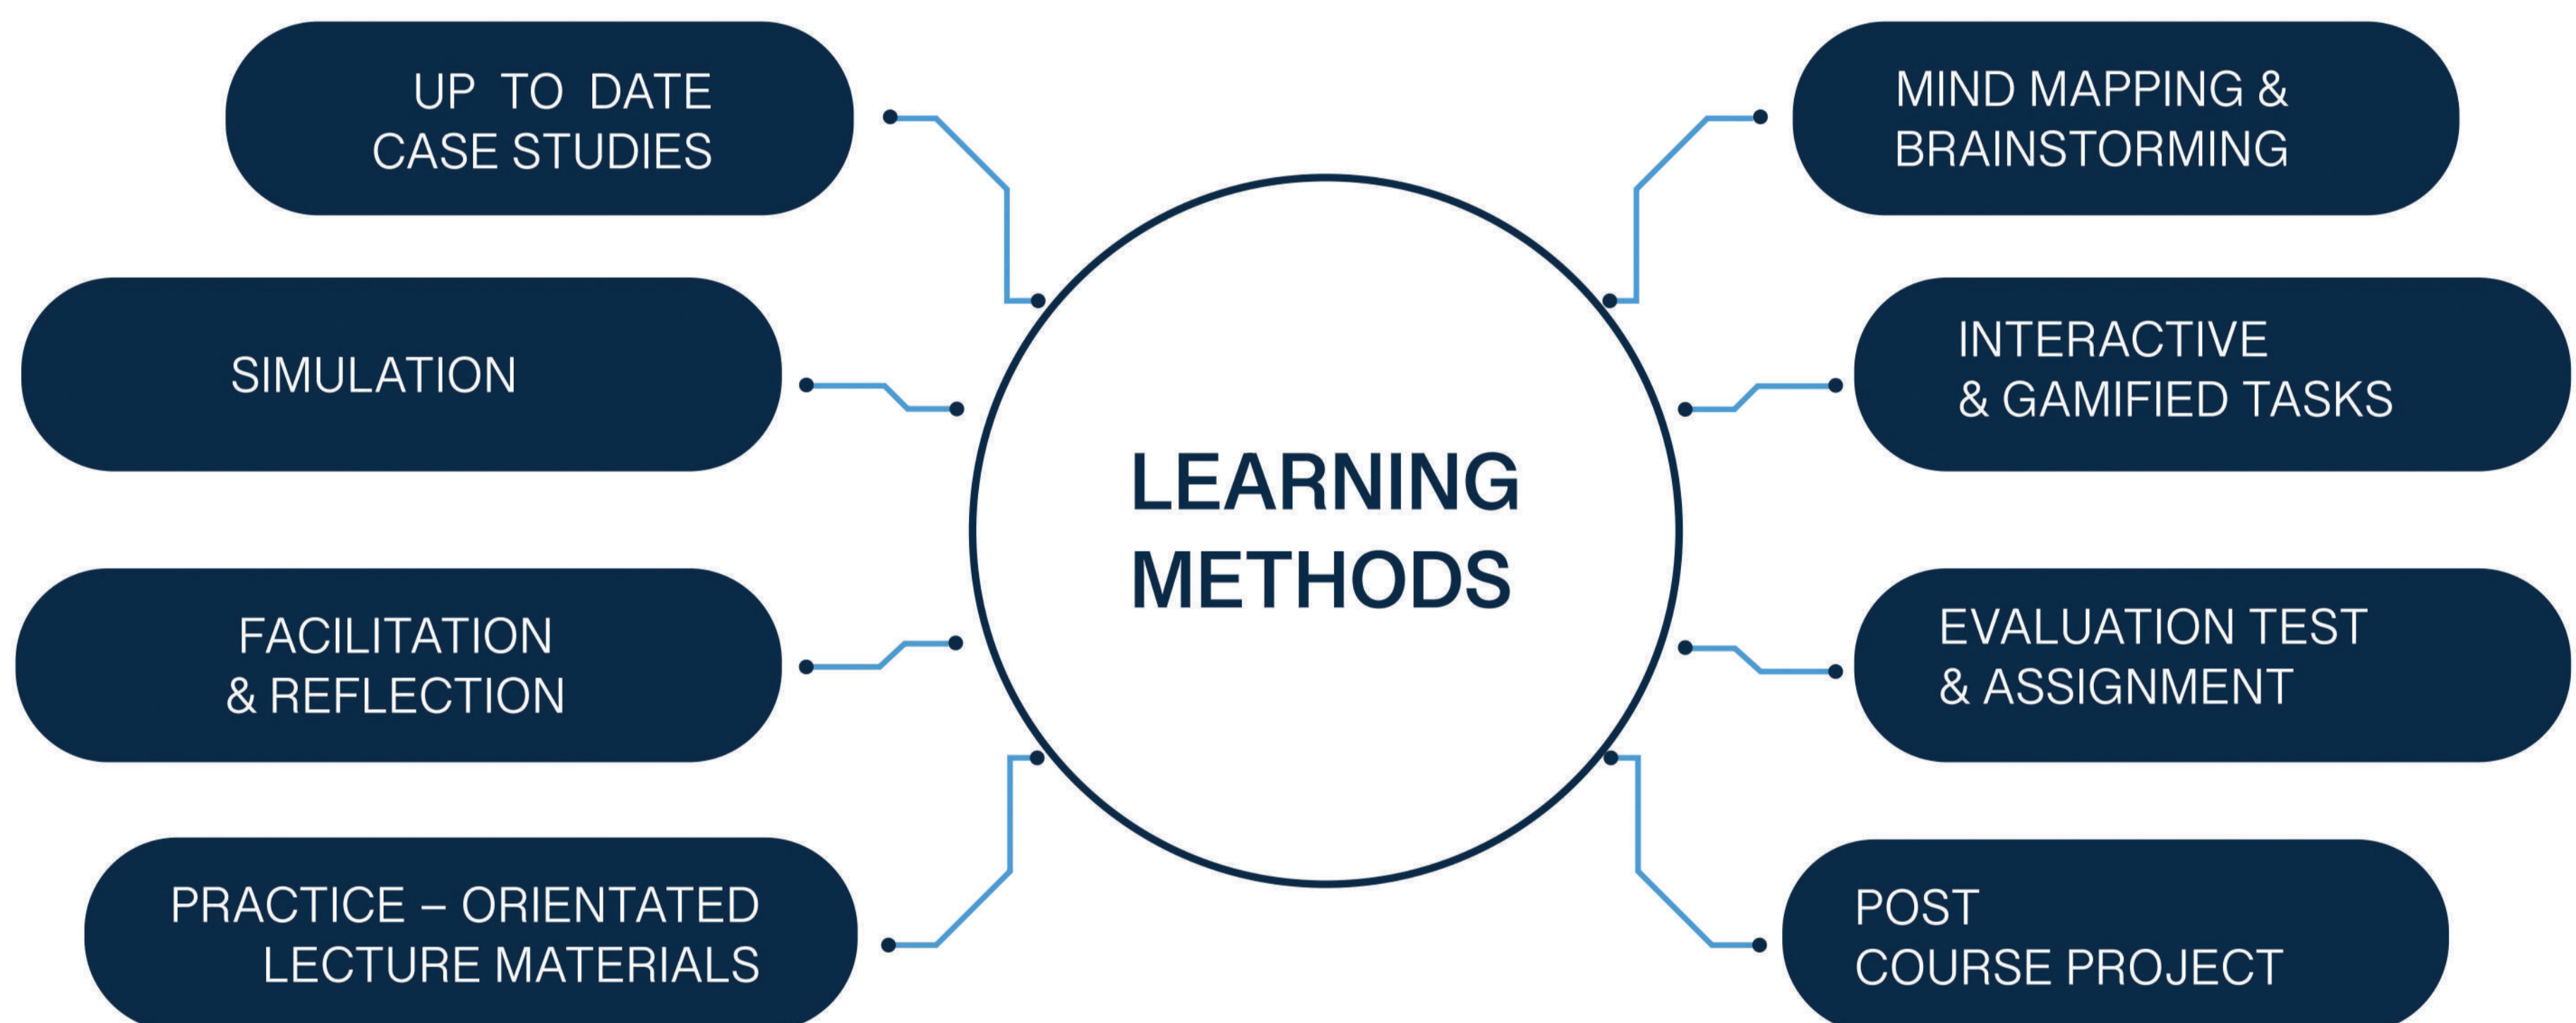 UP TO DATE
CASE STUDIES
SIMULATION
FACILITATION
& REFLECTION
PRACTICE – ORIENTATED
LECTURE MATERIALS
LEARNING
METHODS
MIND MAPPING &
BRAINSTORMING
INTERACTIVE
& GAMIFIED TASKS
EVALUATION TEST
& ASSIGNMENT
POST
COURSE PROJECT